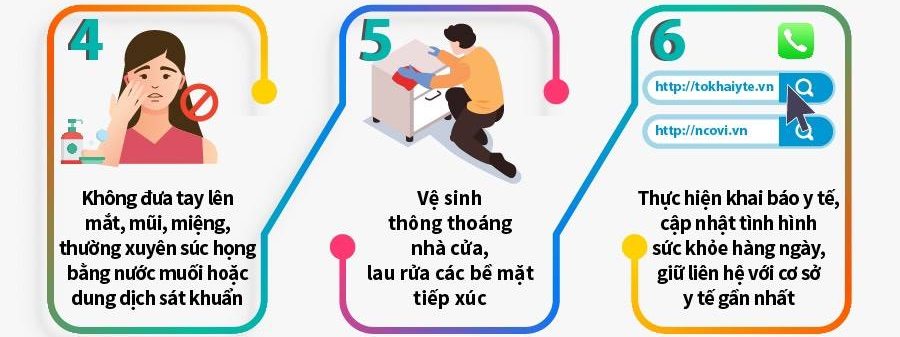 4
Không đưa tay lên
mắt, mũi, miệng,
thường xuyên súc họng
bằng nước muối hoặc
dung dịch sát khuẩn
5
Vệ sinh
thông thoáng
nhà cửa,
lau rửa các bề mặt
tiếp xúc
6
http://tokhaiyte.vn
http://ncovi.vn
Thực hiện khai báo y tế,
cập nhật tình hình
sức khỏe hàng ngày,
giữ liên hệ với cơ sở
y tế gần nhất